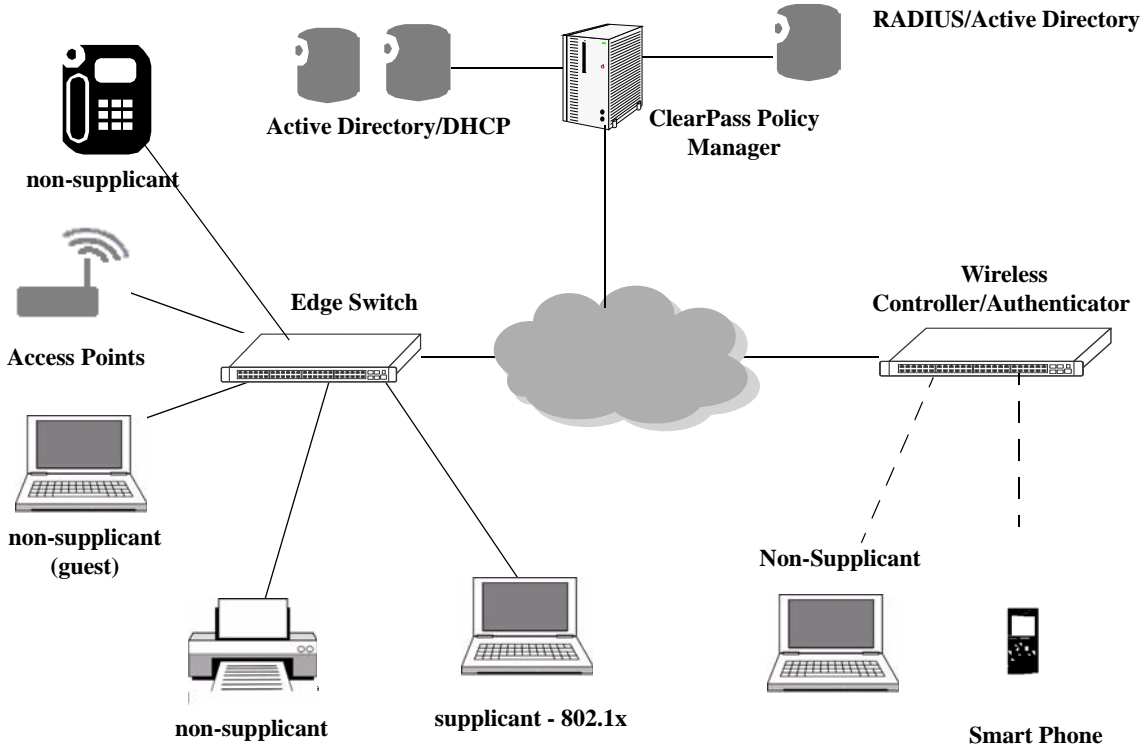 RADIUS/Active Directory
Active Directory/DHCP
ClearPass Policy
Manager
non-supplicant
Wireless
Controller/Authenticator
Edge Switch
Access Points
non-supplicant
(guest)
Non-Supplicant
non-supplicant
supplicant - 802.1x
Smart Phone